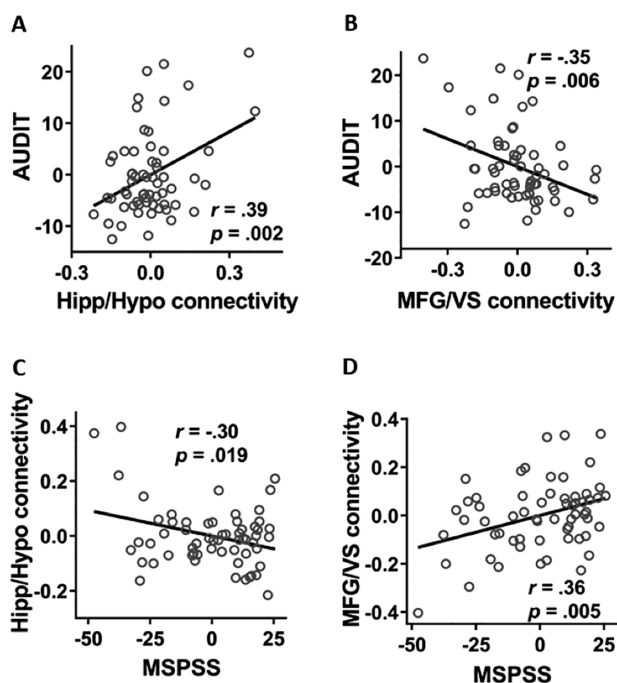 A
AUDIT
20
10
0
-10
r = .39
p = .002
-0.3
0.0
0.3
Hipp/Hypo connectivity
B
AUDIT
20
10
0
-10
-20
r = -.35
p = .006
-0.3
0.0
0.3
MFG/VS connectivity
C
Hipp/Hypo connectivity
0.4
0.2
0.0
-0.2
r = -.30
p = .019
-50
-25
0
25
MSPSS
D
MFG/VS connectivity
0.4
0.2
0.0
-0.2
-0.4
r = .36
p = .005
-50
-25
0
25
MSPSS